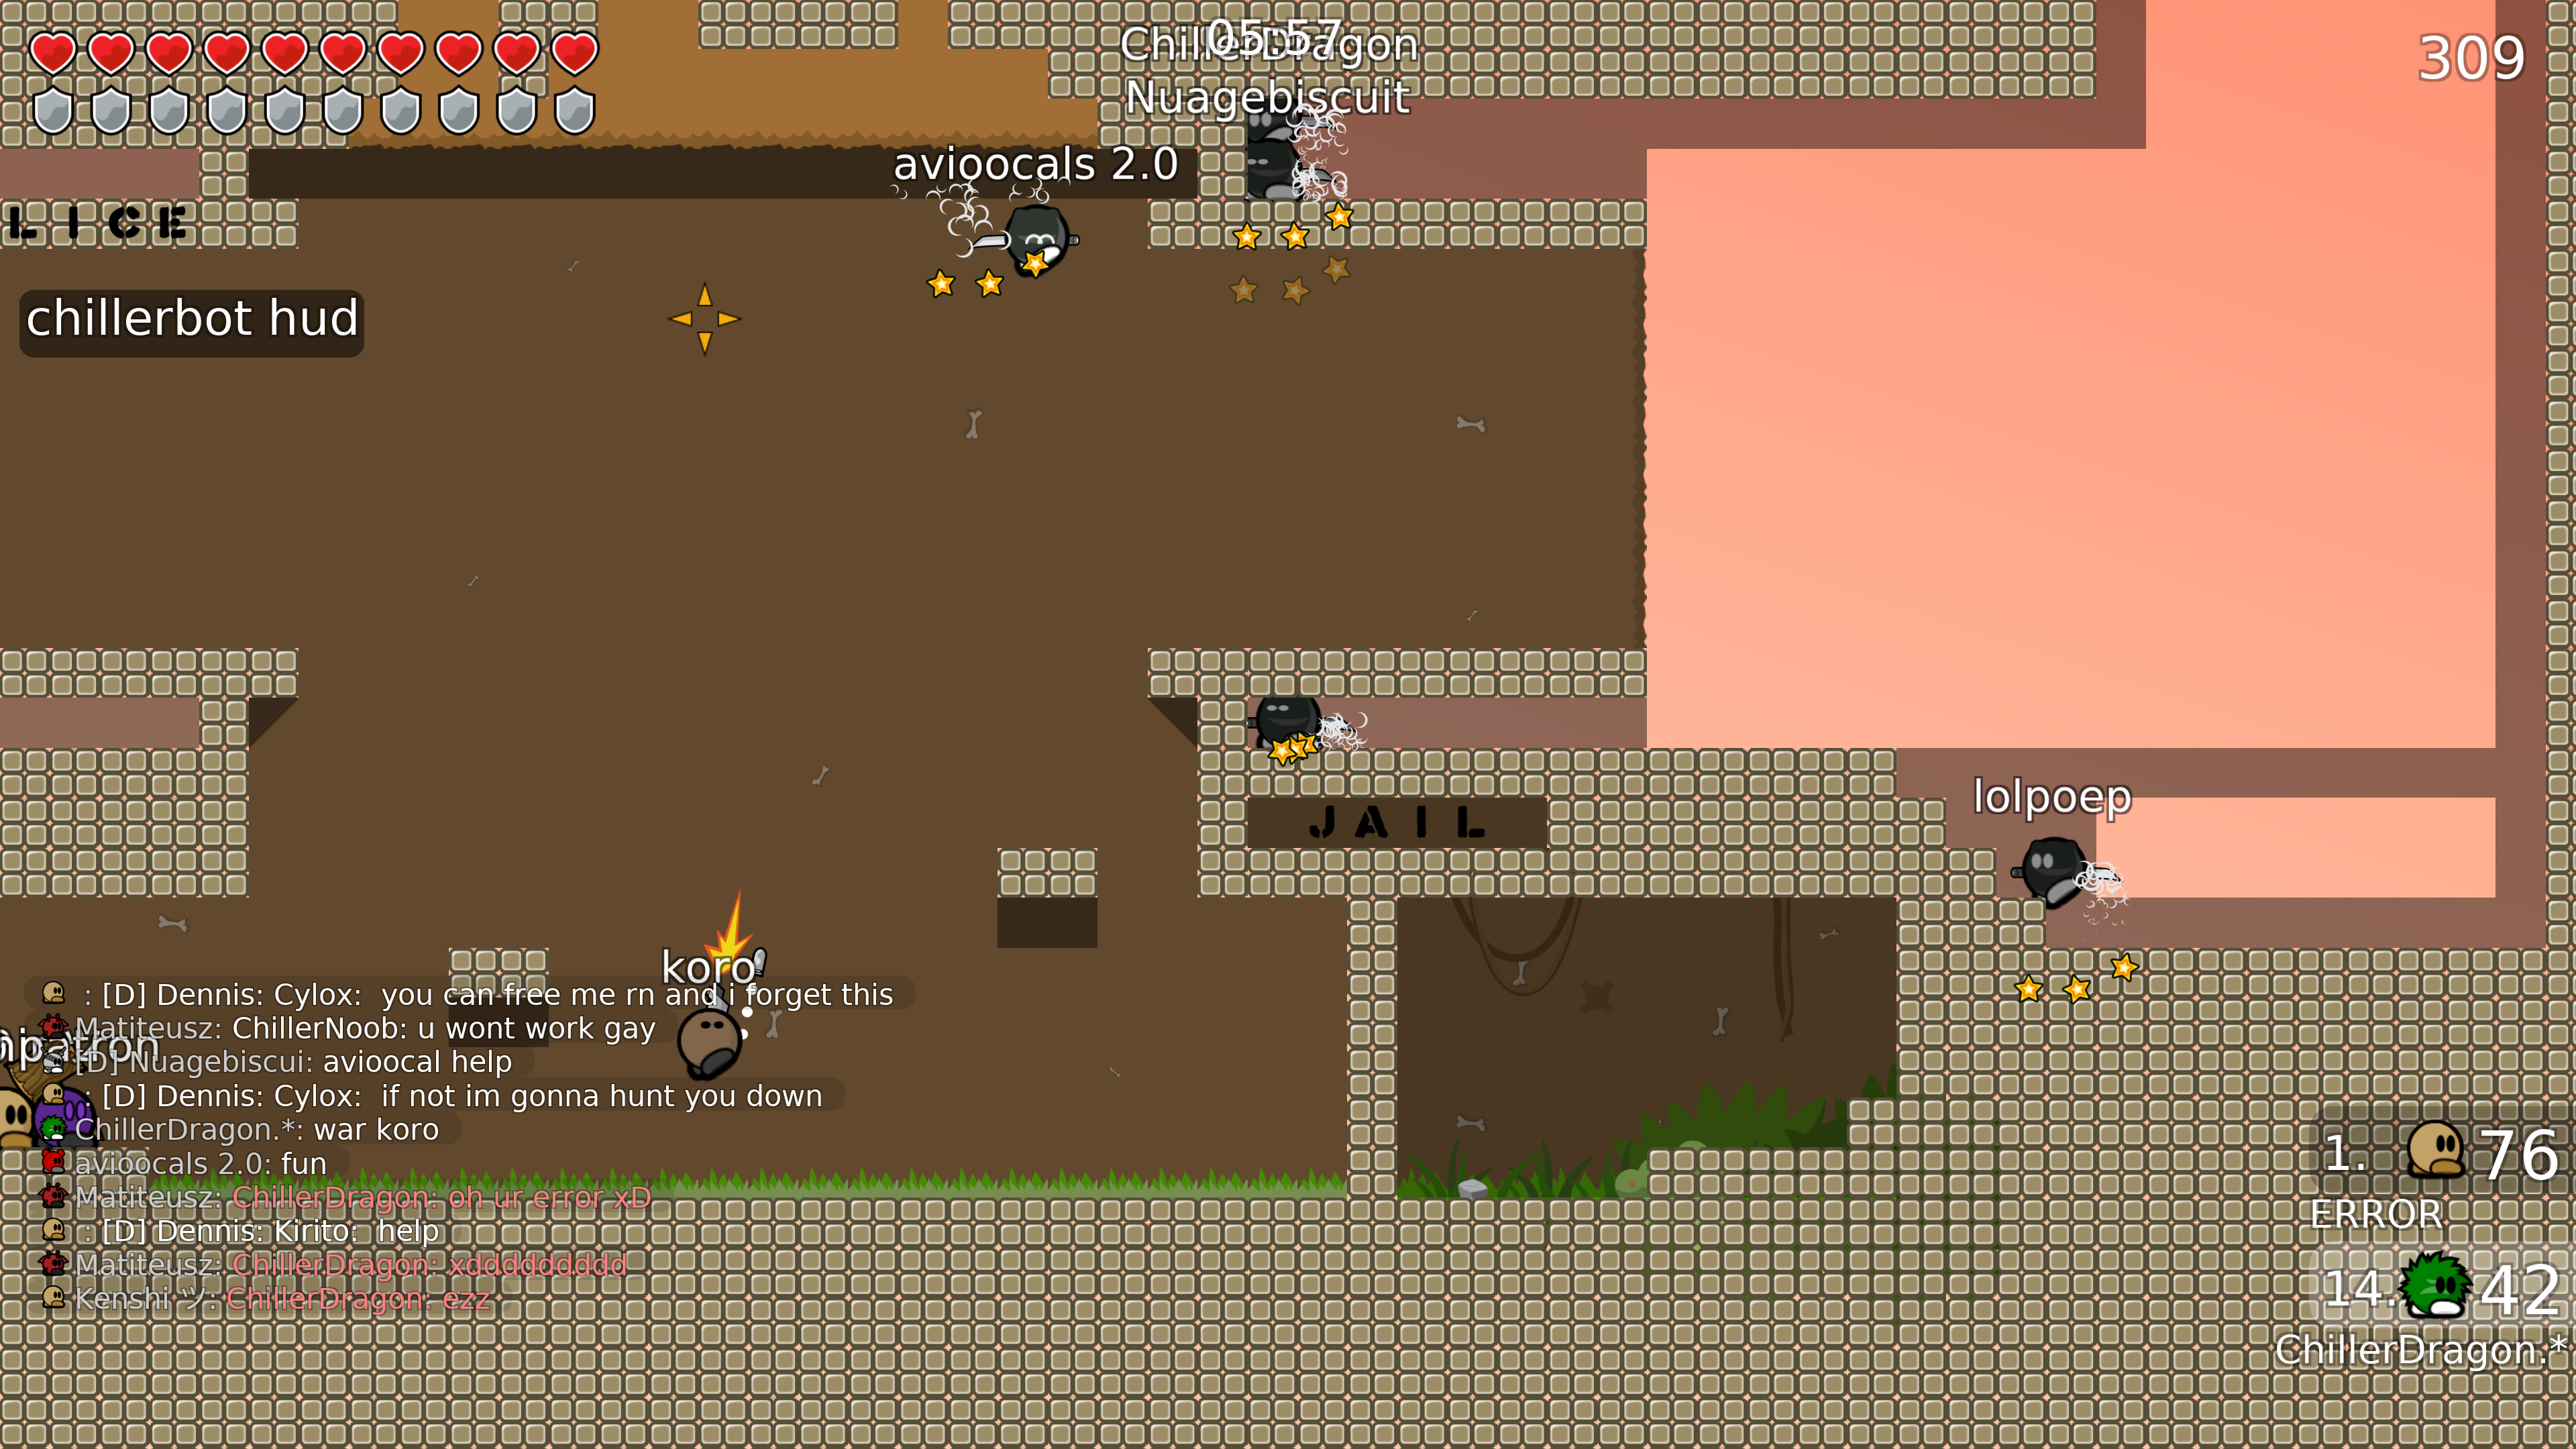 05:57
ChillerDragon
309
Nuagebiscuit
avioocals 2.0
LICE
chillerbot hud
JAIL
lolpoep
koro
: [D] Dennis: Cylox:  you can free me rn and i forget this
Matiteusz: ChillerNoob: u wont work gay
[D] Nuagebiscui: avioocal help
: [D] Dennis: Cylox:  if not im gonna hunt you down
ChillerDragon.*: war koro
avioocals 2.0: fun
Matiteusz: ChillerDragon: oh ur error xD
: [D] Dennis: Kirito:  help
Matiteusz: ChillerDragon: xdddddddddd
Kenshi ツ: ChillerDragon: ezz
1. 76
ERROR
14. 42
ChillerDragon.*